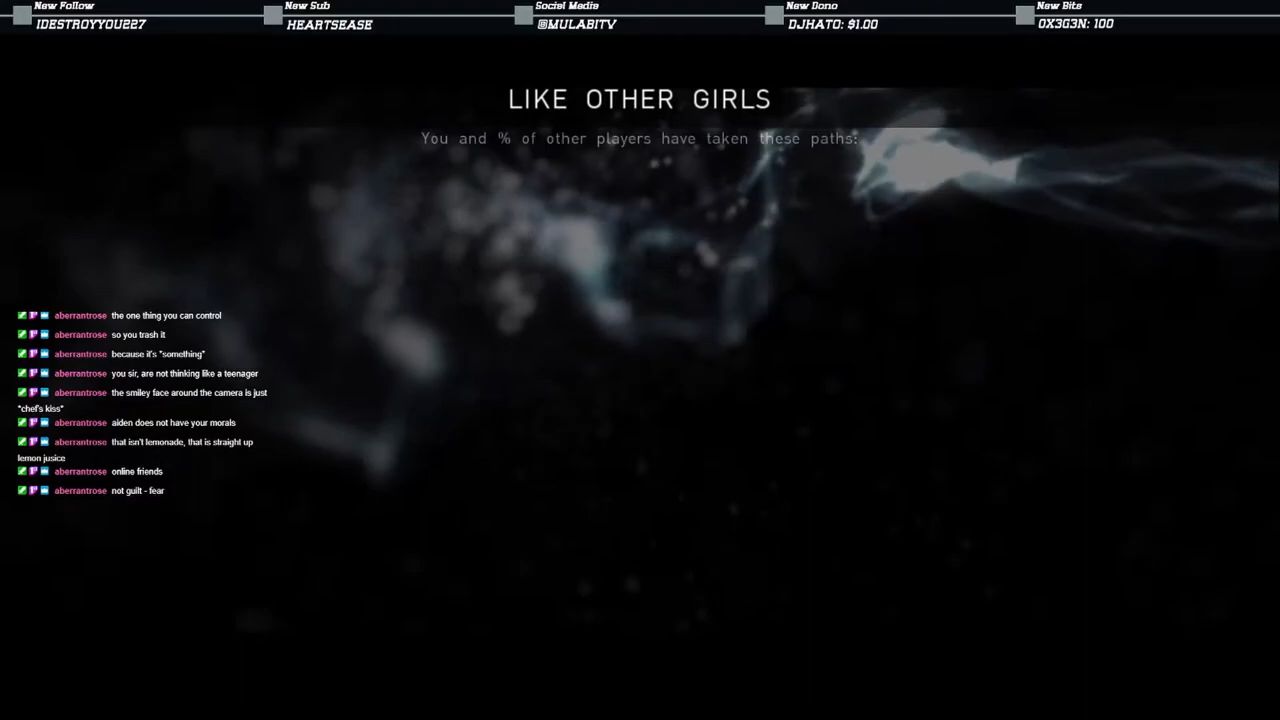 New Follow
IDESTROYYOU227
New Sub
HEARTSEASE
Social Media
@MULABITV
New Dono
DJHATO: $1.00
New Bits
0X3G3N: 100
LIKE OTHER GIRLS
You and % of other players have taken these paths:
aberrantrose the one thing you can control
aberrantrose so you trash it
aberrantrose because it's *something*
aberrantrose you sir, are not thinking like a teenager
aberrantrose the smiley face around the camera is just
*chef's kiss*
aberrantrose aiden does not have your morals
aberrantrose that isn't lemonade, that is straight up
lemon jusice
aberrantrose online friends
aberrantrose not guilt - fear